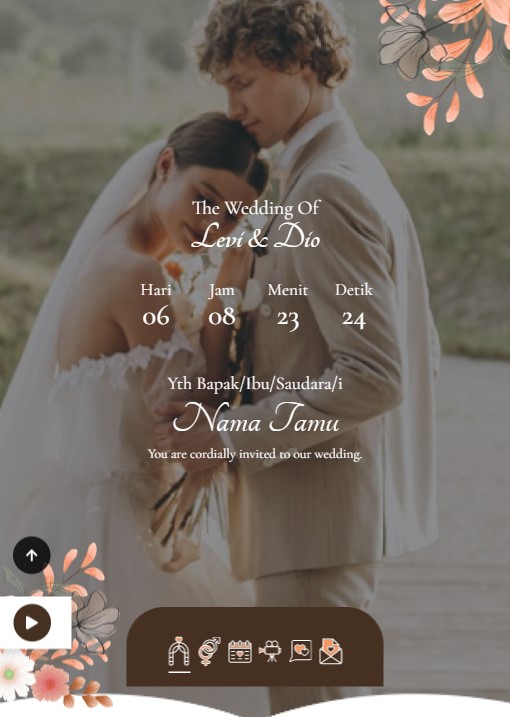 The Wedding Of
Levi & Dio
Hari Jam Menit Detik
06 08 23 24
Yth Bapak/Ibu/Saudara/i
Nama Tamu
You are cordially invited to our wedding.